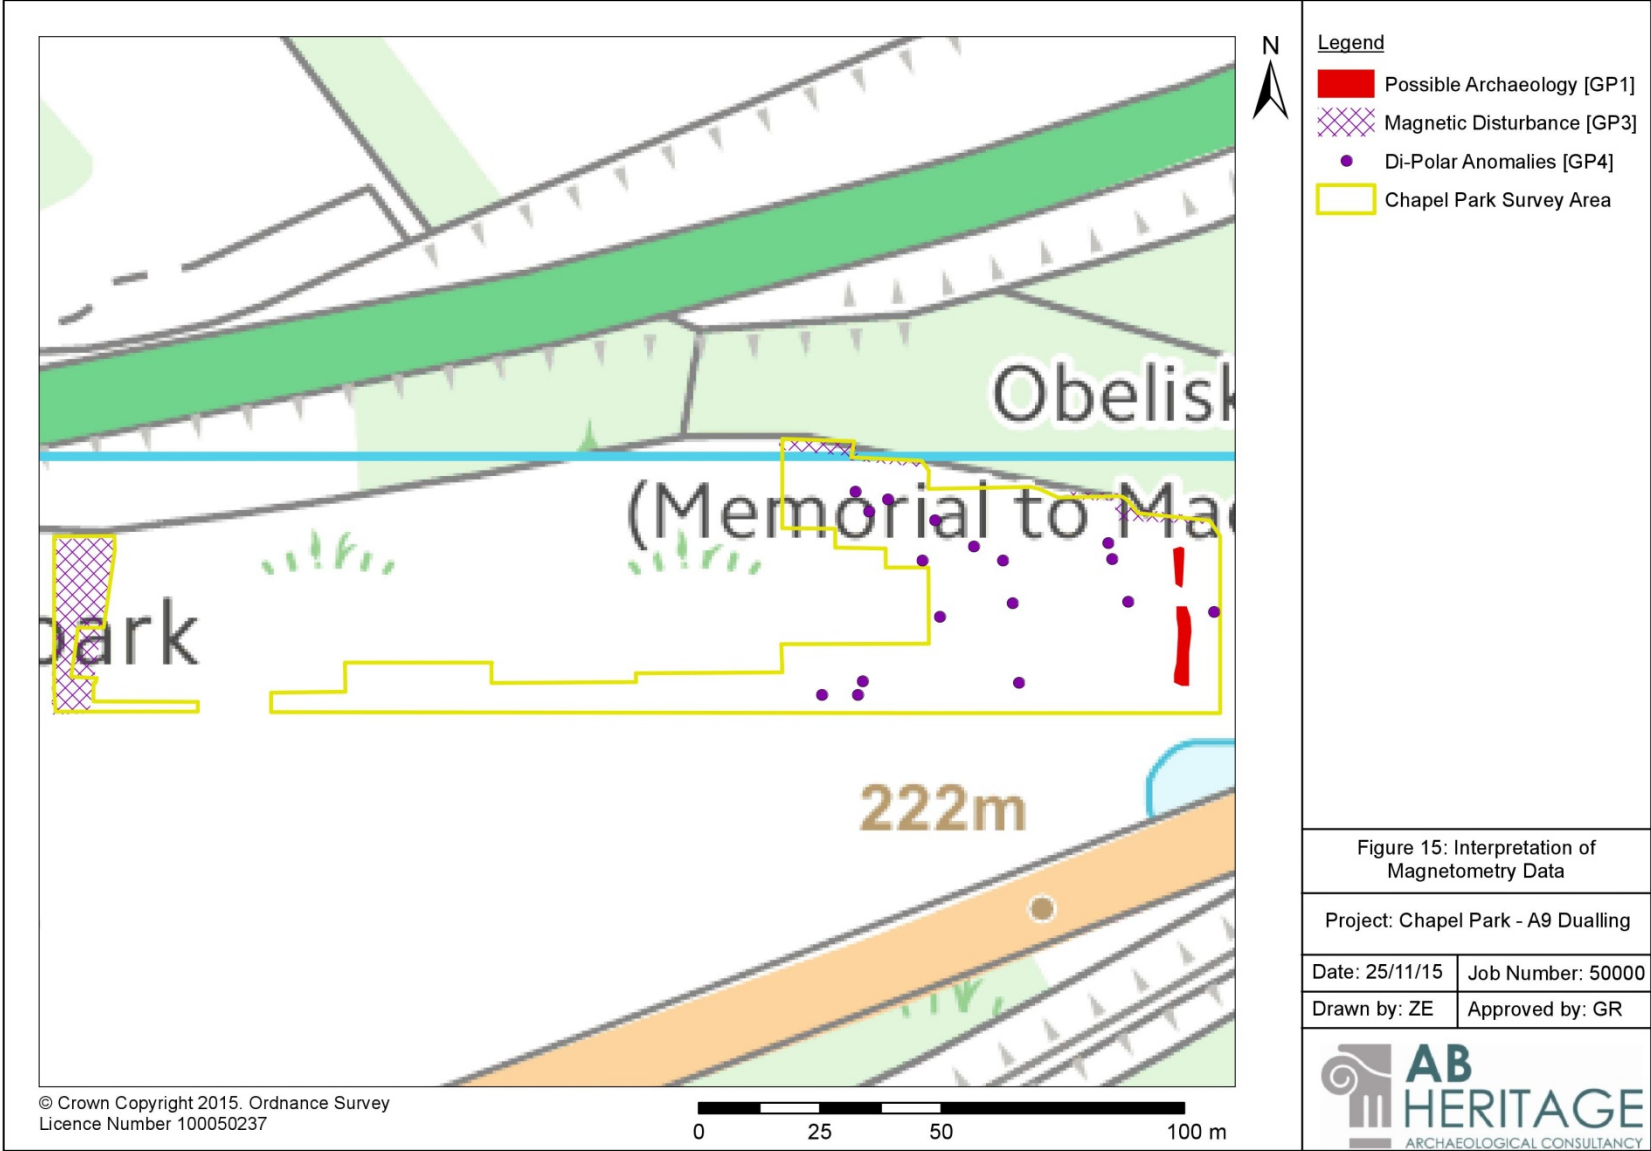 Obelisk
(Memorial to Mac
park
222m
N
Legend
Possible Archaeology [GP1]
Magnetic Disturbance [GP3]
Di-Polar Anomalies [GP4]
Chapel Park Survey Area
Figure 15: Interpretation of
Magnetometry Data
Project: Chapel Park - A9 Dualling
Date: 25/11/15
Job Number: 50000
Drawn by: ZE
Approved by: GR
AB
HERITAGE
ARCHAEOLOGICAL CONSULTANCY
© Crown Copyright 2015. Ordnance Survey
Licence Number 100050237
0 25 50 100 m